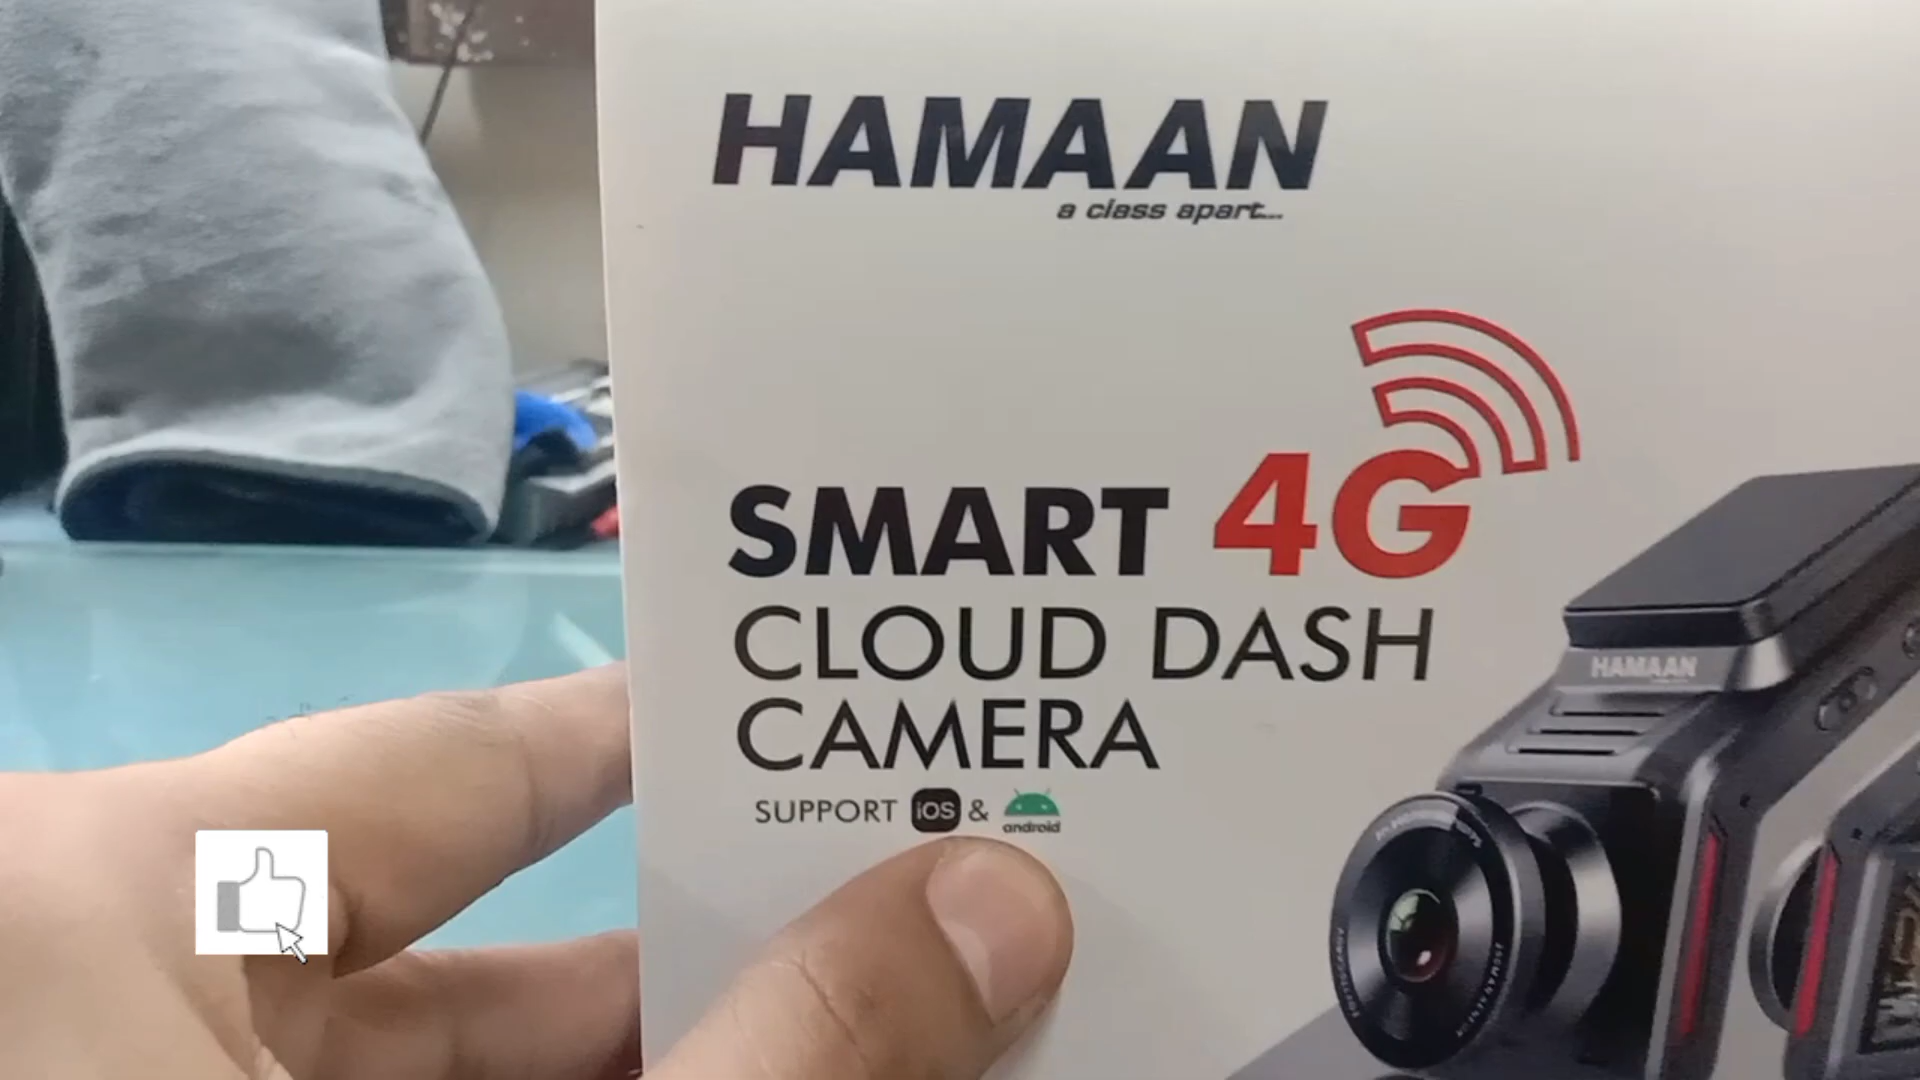 HAMAAN
a class apart...
SMART 4G
CLOUD DASH
CAMERA
SUPPORT iOS & android
HAMAAN